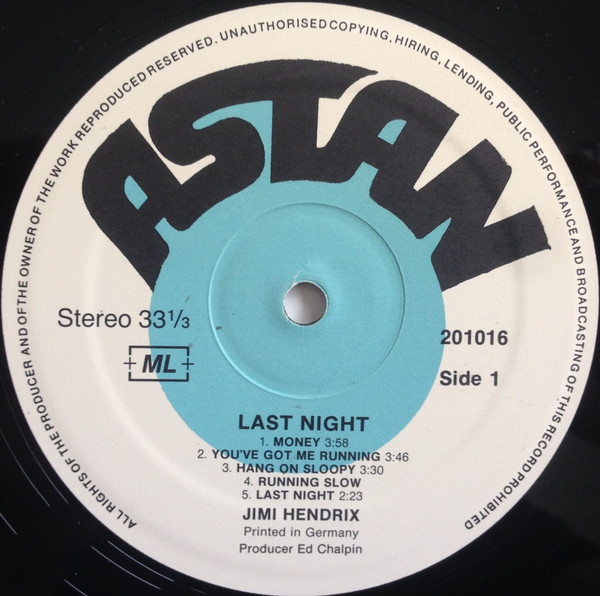 ALL RIGHTS OF THE PRODUCER AND OF THE OWNER OF THE WORK REPRODUCED RESERVED. UNAUTHORISED COPYING, HIRING, LENDING, PUBLIC PERFORMANCE AND BROADCASTING OF THIS RECORD PROHIBITED
ASTAN
Stereo 33 1/3
ML
201016
Side 1
LAST NIGHT
1. MONEY 3:58
2. YOU'VE GOT ME RUNNING 3:46
3. HANG ON SLOOPY 3:30
4. RUNNING SLOW
5. LAST NIGHT 2:23
JIMI HENDRIX
Printed in Germany
Producer Ed Chalpin